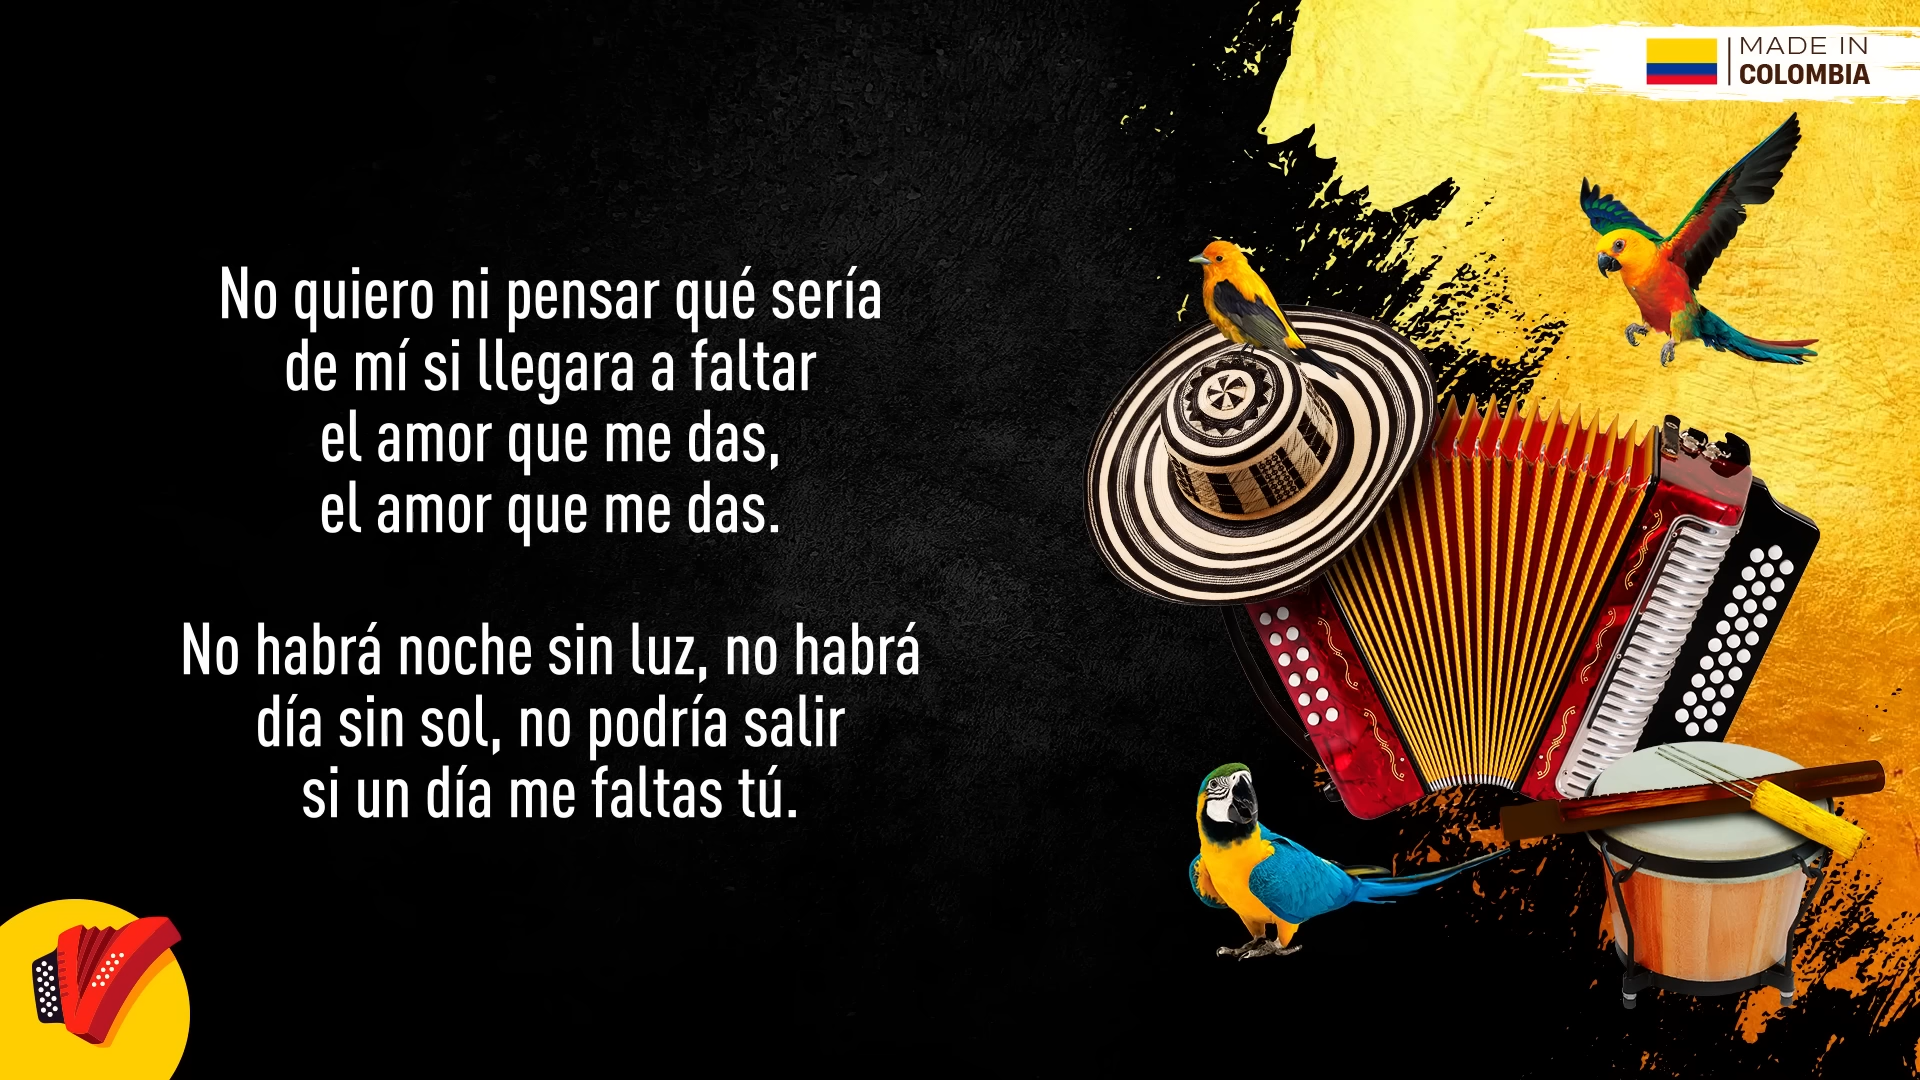 MADE IN
COLOMBIA
No quiero ni pensar qué sería
de mí si llegara a faltar
el amor que me das,
el amor que me das.
No habrá noche sin luz, no habrá
día sin sol, no podría salir
si un día me faltas tú.